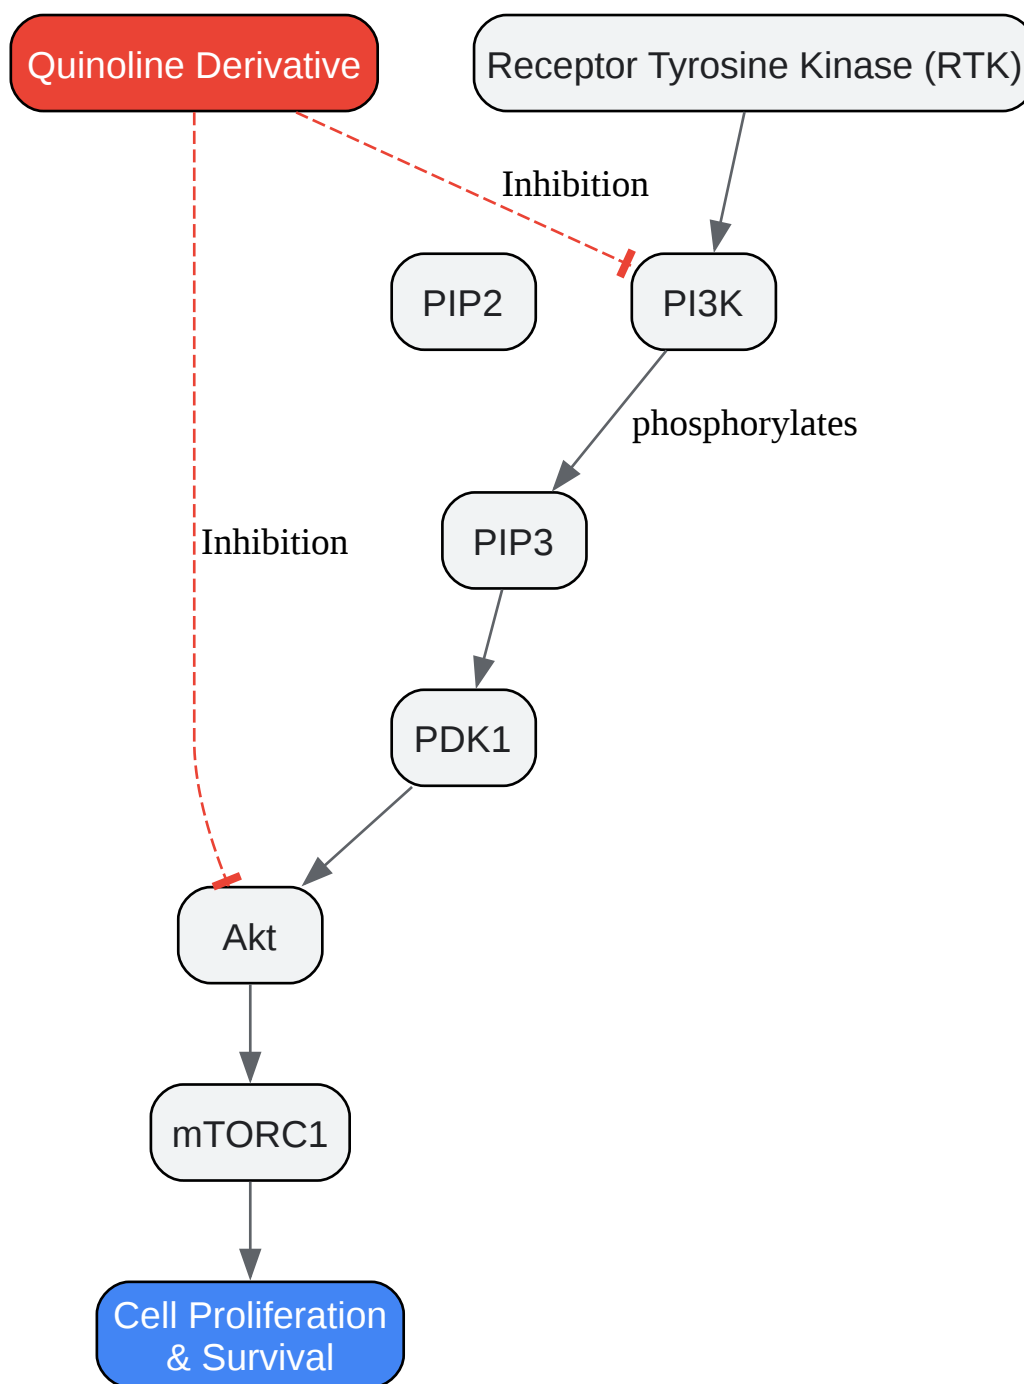 Quinoline Derivative
Receptor Tyrosine Kinase (RTK)
Inhibition
PIP2
PI3K
phosphorylates
PIP3
Inhibition
PDK1
Akt
mTORC1
Cell Proliferation
& Survival